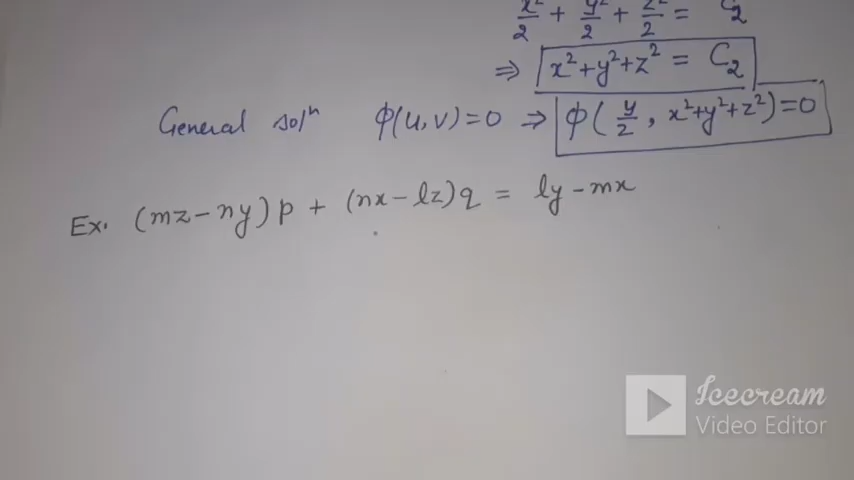 x²/2 + y²/2 + z²/2 = C₂
⇒ x²+y²+z² = C₂
General solⁿ φ(u,v)=0 ⇒ φ(y/z, x²+y²+z²)=0
Ex. (mz-ny)p + (nx-lz)q = ly-mx
Icecream
Video Editor